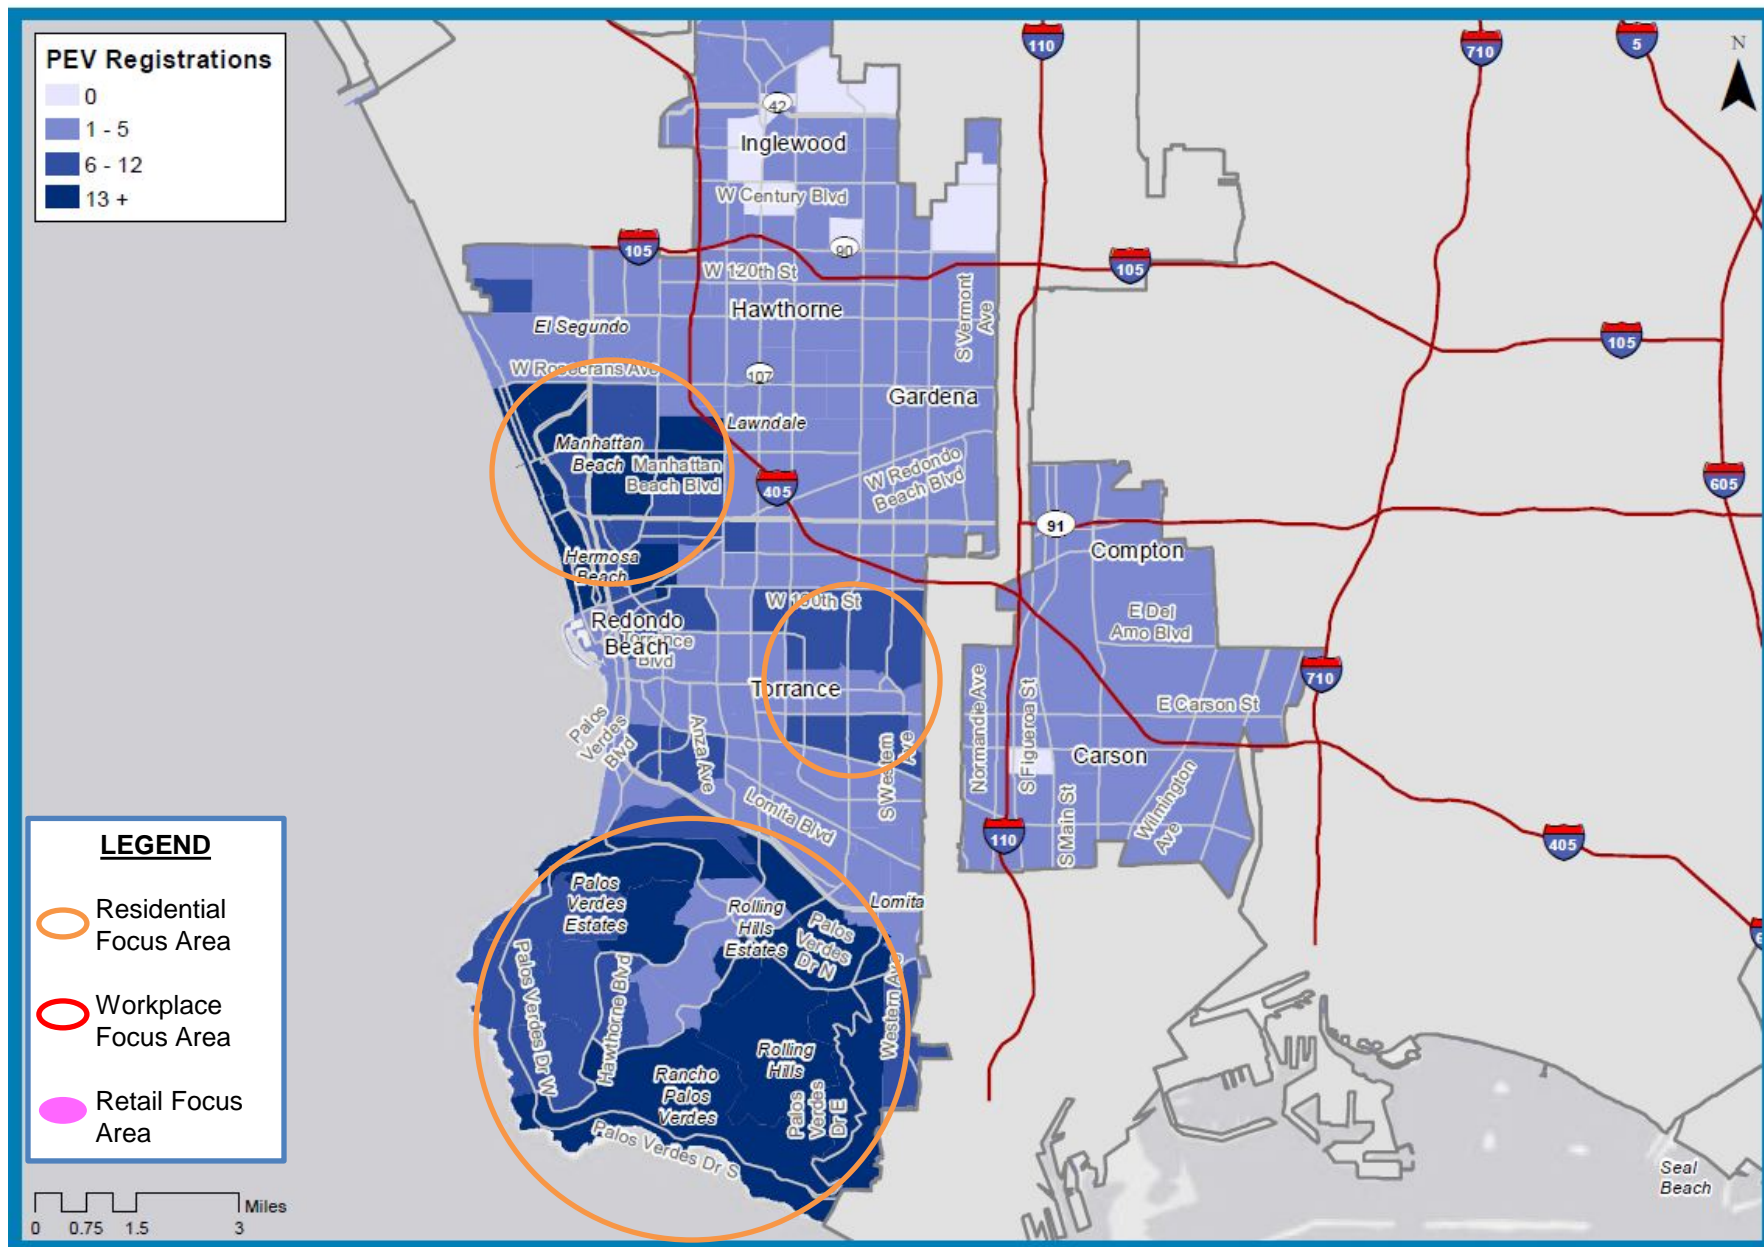 PEV Registrations
0
1 - 5
6 - 12
13 +
N
110
710
5
42
Inglewood
W Century Blvd
90
105
105
105
W 120th St
Hawthorne
S Vermont
Ave
El Segundo
W Rosecrans Ave
107
Gardena
Lawndale
Manhattan
Beach
Manhattan
Beach Blvd
405
W Redondo
Beach Blvd
605
91
Compton
Hermosa
Beach
W 190th St
E Del
Amo Blvd
Redondo
Beach
Torrance
Blvd
Torrance
710
Normandie Ave
S Figueroa St
E Carson St
Palos
Verdes
Blvd
Anza Ave
S Western
Ave
Carson
Lomita Blvd
S Main St
Wilmington
Ave
110
405
LEGEND
Residential
Focus Area
Workplace
Focus Area
Retail Focus
Area
Palos
Verdes
Estates
Rolling
Hills
Estates
Lomita
Palos
Verdes
Dr N
Palos Verdes Dr W
Hawthorne Blvd
Western Ave
Rolling
Hills
Rancho
Palos
Verdes
Palos
Verdes
Dr E
Palos Verdes Dr S
Seal
Beach
Miles
0 0.75 1.5 3